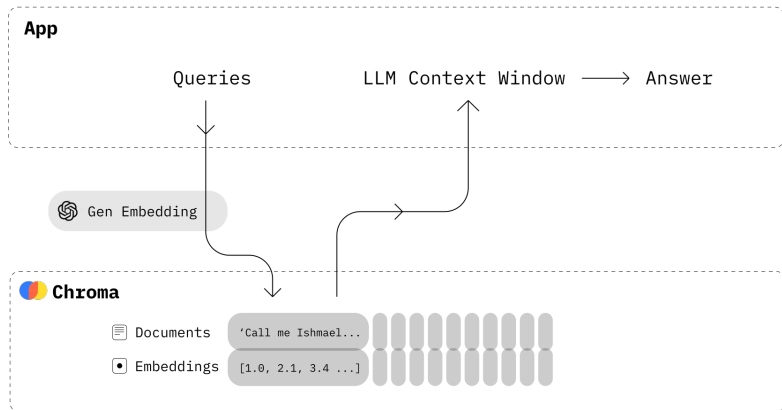 App
Queries
LLM Context Window
Answer
Gen Embedding
Chroma
Documents
‘Call me Ishmael...
Embeddings
[1.0, 2.1, 3.4 ...]